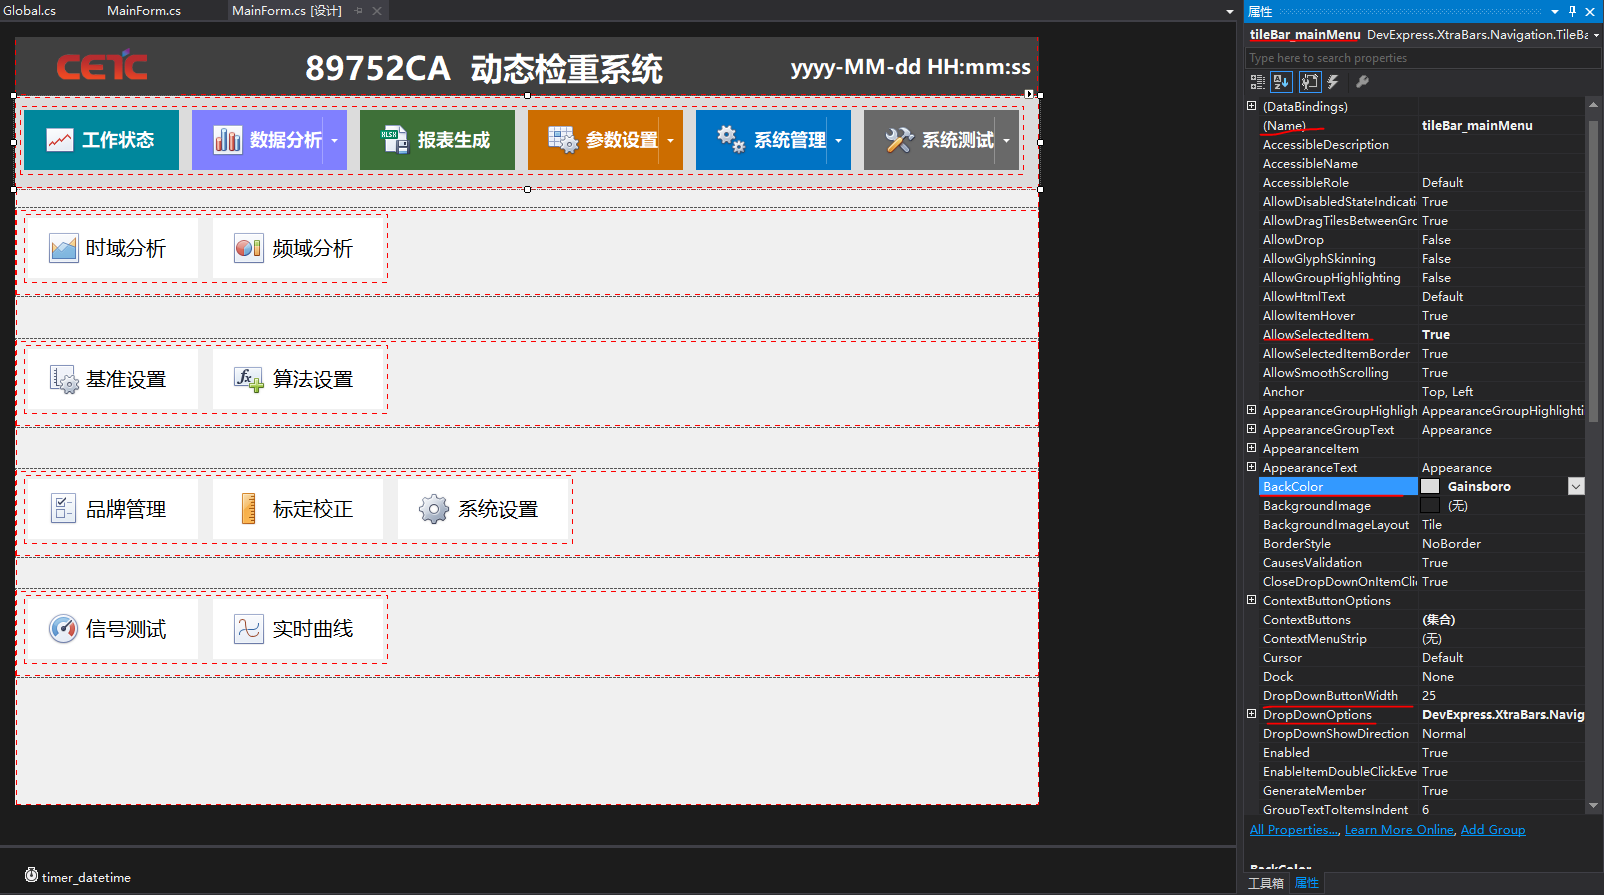 Global.cs
MainForm.cs
MainForm.cs [设计]
CETC
89752CA 动态检重系统
yyyy-MM-dd HH:mm:ss
工作状态
数据分析
XLSX
报表生成
参数设置
系统管理
系统测试
时域分析
频域分析
基准设置
fx
算法设置
品牌管理
标定校正
系统设置
信号测试
实时曲线
timer_datetime
属性
tileBar_mainMenu DevExpress.XtraBars.Navigation.TileBa
Type here to search properties
(DataBindings)
(Name) tileBar_mainMenu
AccessibleDescription
AccessibleName
AccessibleRole Default
AllowDisabledStateIndicati True
AllowDragTilesBetweenGro True
AllowDrop False
AllowGlyphSkinning False
AllowGroupHighlighting False
AllowHtmlText Default
AllowItemHover True
AllowSelectedItem True
AllowSelectedItemBorder True
AllowSmoothScrolling True
Anchor Top, Left
AppearanceGroupHighligh AppearanceGroupHighlighti
AppearanceGroupText Appearance
AppearanceItem
AppearanceText Appearance
BackColor Gainsboro
BackgroundImage (无)
BackgroundImageLayout Tile
BorderStyle NoBorder
CausesValidation True
CloseDropDownOnItemClic True
ContextButtonOptions
ContextButtons (集合)
ContextMenuStrip (无)
Cursor Default
Dock None
DropDownButtonWidth 25
DropDownOptions DevExpress.XtraBars.Navig
DropDownShowDirection Normal
Enabled True
EnableItemDoubleClickEve True
GenerateMember True
GroupTextToItemsIndent 6
All Properties..., Learn More Online, Add Group
BackColor
工具箱 属性